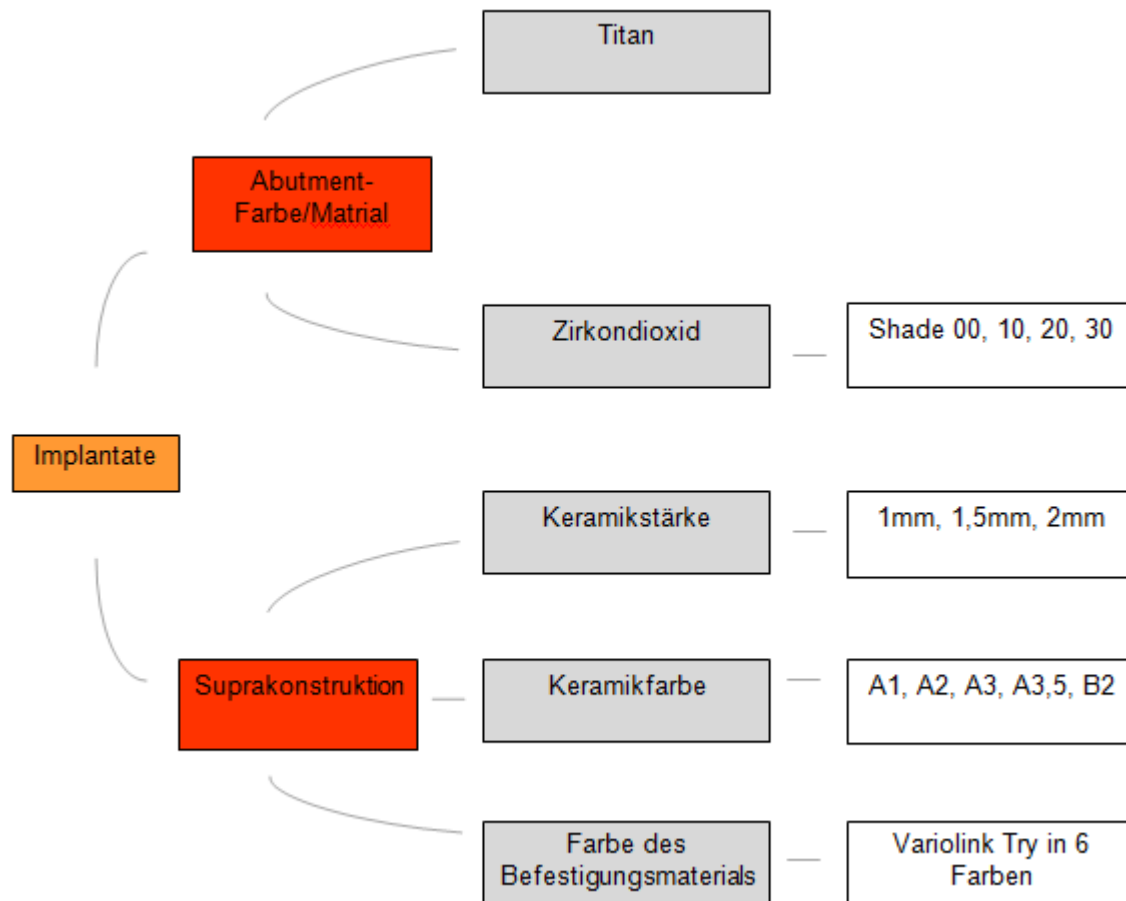 Titan
Abutment-
Farbe/Matrial
Zirkondioxid
Shade 00, 10, 20, 30
Implantate
Keramikstärke
1mm, 1,5mm, 2mm
Suprakonstruktion
Keramikfarbe
A1, A2, A3, A3,5, B2
Farbe des
Befestigungsmaterials
Variolink Try in 6
Farben